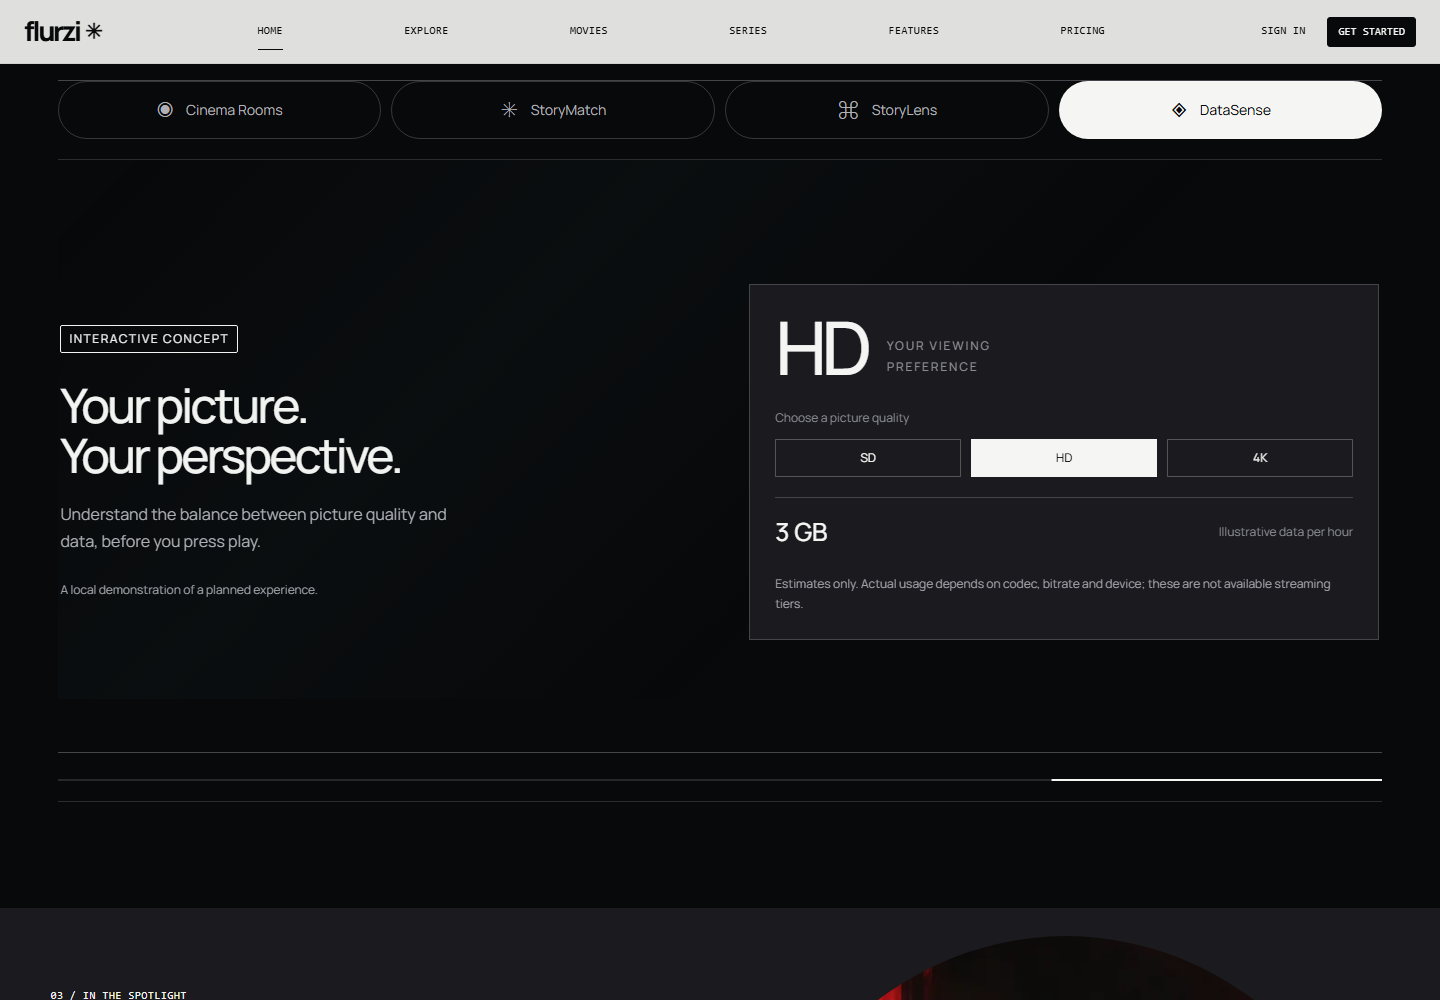 flurzi
HOME
EXPLORE
MOVIES
SERIES
FEATURES
PRICING
SIGN IN
GET STARTED
Cinema Rooms
StoryMatch
StoryLens
DataSense
INTERACTIVE CONCEPT
Your picture.
Your perspective.
Understand the balance between picture quality and
data, before you press play.
A local demonstration of a planned experience.
HD
YOUR VIEWING
PREFERENCE
Choose a picture quality
SD
HD
4K
3 GB
Illustrative data per hour
Estimates only. Actual usage depends on codec, bitrate and device; these are not available streaming
tiers.
03 / IN THE SPOTLIGHT